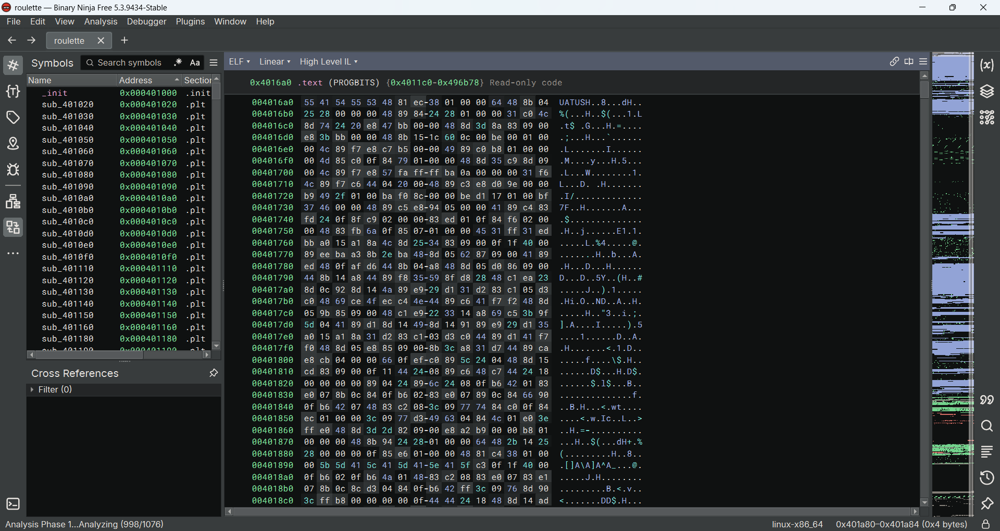 roulette — Binary Ninja Free 5.3.9434-Stable
File Edit View Analysis Debugger Plugins Window Help
roulette
Symbols
Search symbols
.* Aa
Name Address Section
_init 0x000401000 .init
sub_401020 0x000401020 .plt
sub_401030 0x000401030 .plt
sub_401040 0x000401040 .plt
sub_401050 0x000401050 .plt
sub_401060 0x000401060 .plt
sub_401070 0x000401070 .plt
sub_401080 0x000401080 .plt
sub_401090 0x000401090 .plt
sub_4010a0 0x0004010a0 .plt
sub_4010b0 0x0004010b0 .plt
sub_4010c0 0x0004010c0 .plt
sub_4010d0 0x0004010d0 .plt
sub_4010e0 0x0004010e0 .plt
sub_4010f0 0x0004010f0 .plt
sub_401110 0x000401110 .plt
sub_401120 0x000401120 .plt
sub_401130 0x000401130 .plt
sub_401140 0x000401140 .plt
sub_401150 0x000401150 .plt
sub_401160 0x000401160 .plt
sub_401180 0x000401180 .plt
Cross References
Filter (0)
ELF Linear High Level IL
0x4016a0 .text (PROGBITS) {0x4011c0-0x496b78} Read-only code
004016a0 55 41 54 55 53 48 81 ec-38 01 00 00 64 48 8b 04 UATUSH..8...dH..
004016b0 25 28 00 00 00 48 89 84-24 28 01 00 00 31 c0 4c %(...H..$(...1.L
004016c0 8d 74 24 20 e8 47 bb 00-00 48 8d 3d 8a 83 09 00 .t$ .G...H.=....
004016d0 e8 3b bb 00 00 48 8b 15-1c 60 0c 00 be 00 01 00 .;...H...`......
004016e0 00 4c 89 f7 e8 c7 b5 00-00 49 89 c0 b8 01 00 00 .L.......I......
004016f0 00 4d 85 c0 0f 84 79 01-00 00 48 8d 35 c9 8d 09 .M....y...H.5...
00401700 00 4c 89 f7 e8 57 fa ff-ff ba 0a 00 00 00 31 f6 .L...W........1.
00401710 4c 89 f7 c6 44 04 20 00-48 89 c3 e8 d0 9e 00 00 L...D. .H.......
00401720 b9 49 2f 01 00 ba f0 8c-00 00 be d1 17 01 00 bf .I/.............
00401730 37 46 00 00 48 89 c5 e8-94 05 00 00 41 89 c4 83 7F..H.......A...
00401740 fd 24 0f 8f c9 02 00 00-83 ed 01 0f 84 f6 02 00 .$..............
00401750 00 48 83 fb 6a 0f 85 07-01 00 00 45 31 ff 31 ed .H..j......E1.1.
00401760 bb a0 15 a1 8a 4c 8d 25-34 83 09 00 0f 1f 40 00 .....L.%4.....@.
00401770 89 ee ba a3 8b 2e ba 48-8d 05 62 87 09 00 41 89 .......H..b...A.
00401780 ed 48 0f af d6 44 8b 04-a8 48 8d 05 d0 86 09 00 .H...D...H......
00401790 44 8b 14 a8 44 89 f8 35-59 8f d8 28 48 c1 ea 23 D...D..5Y..(H..#
004017a0 8d 0c 92 8d 14 4a 89 e9-29 d1 31 d2 83 c1 05 d3 .....J..).1.....
004017b0 c0 48 69 ce 4f ec c4 4e-44 89 c6 41 f7 f2 48 8d .Hi.O..ND..A..H.
004017c0 05 9b 85 09 00 48 c1 e9-22 33 14 a8 69 c5 3b 9f .....H.."3..i.;.
004017d0 5d 04 41 89 d1 8d 14 49-8d 14 91 89 e9 29 d1 35 ].A....I.....).5
004017e0 a0 15 a1 8a 31 d2 83 c1-03 d3 c0 44 89 d1 41 f7 ....1......D..A.
004017f0 f0 48 8d 05 e8 85 09 00-8b 3c a8 31 d7 44 89 ca .H.......<.1.D..
00401800 e8 cb 04 00 00 66 0f ef-c0 89 5c 24 04 48 8d 15 .....f....\$.H..
00401810 cd 83 09 00 0f 11 44 24-08 89 c6 48 c7 44 24 18 ......D$...H.D$.
00401820 00 00 00 00 89 04 24 89-6c 24 08 0f b6 42 01 83 ......$.l$...B..
00401830 e0 07 8b 0c 84 0f b6 02-83 e0 07 89 0c 84 66 90 ..............f.
00401840 0f b6 42 07 48 83 c2 08-3c 09 77 74 84 c0 0f 84 ..B.H...<.wt....
00401850 ec 01 00 00 3c 09 77 d3-49 63 04 84 4c 01 e0 3e ....<.w.Ic..L..>
00401860 ff e0 48 8d 3d 2d 82 09-00 e8 a2 b9 00 00 b8 01 ..H.=-..........
00401870 00 00 00 48 8b 94 24 28-01 00 00 64 48 2b 14 25 ...H..$(...dH+.%
00401880 28 00 00 00 0f 85 e6 01-00 00 48 81 c4 38 01 00 (.........H..8..
00401890 00 5b 5d 41 5c 41 5d 41-5e 41 5f c3 0f 1f 40 00 .[]A\A]A^A_...@.
004018a0 0f b6 02 0f b6 4a 01 48-83 c2 08 83 e0 07 83 e1 .....J.H........
004018b0 07 8b 0c 8c d3 04 84 0f-b6 42 ff 3c 09 76 8d 90 .........B.<.v..
004018c0 3c ff b8 00 00 00 00 0f-44 44 24 18 48 8d 14 ad <.......DD$.H...
Analysis Phase 1...Analyzing (998/1076)
linux-x86_64 0x401a80-0x401a84 (0x4 bytes)